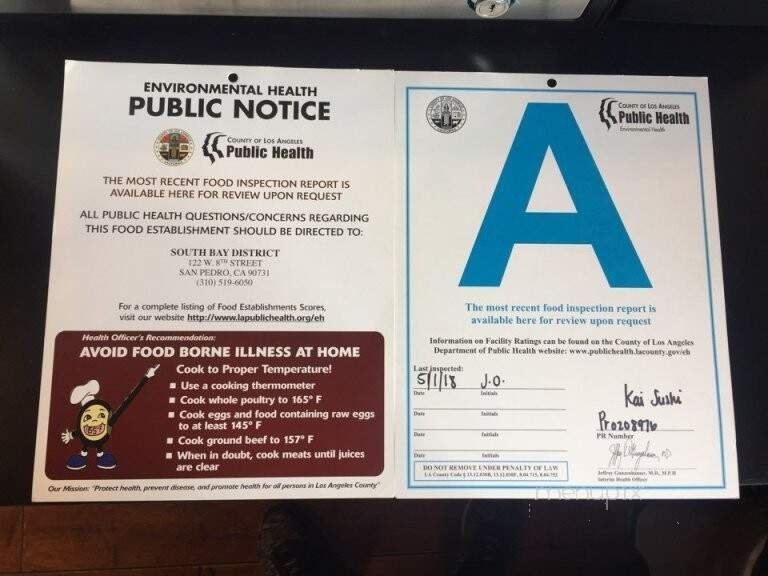 ENVIRONMENTAL HEALTH
PUBLIC NOTICE
COUNTY OF LOS ANGELES
Public Health
THE MOST RECENT FOOD INSPECTION REPORT IS
AVAILABLE HERE FOR REVIEW UPON REQUEST
ALL PUBLIC HEALTH QUESTIONS/CONCERNS REGARDING
THIS FOOD ESTABLISHMENT SHOULD BE DIRECTED TO:
SOUTH BAY DISTRICT
122 W. 8TH STREET
SAN PEDRO, CA 90731
(310) 519-6050
For a complete listing of Food Establishments Scores,
visit our website http://www.lapublichealth.org/eh
Health Officer's Recommendation:
AVOID FOOD BORNE ILLNESS AT HOME
Cook to Proper Temperature!
Use a cooking thermometer
Cook whole poultry to 165° F
Cook eggs and food containing raw eggs
to at least 145° F
Cook ground beef to 157° F
When in doubt, cook meats until juices
are clear
Our Mission: "Protect health, prevent disease, and promote health for all persons in Los Angeles County"
COUNTY OF LOS ANGELES
Public Health
Environmental Health
A
The most recent food inspection report is
available here for review upon request
Information on Facility Ratings can be found on the County of Los Angeles
Department of Public Health website: www.publichealth.lacounty.gov/eh
Last inspected:
5/1/18 J.O.
Date Initials
Date Initials
Date Initials
Date Initials
Kai Sushi
PR0208976
PR Number
Jeffrey Gunzenhauser, M.D., M.P.H
Interim Health Officer
DO NOT REMOVE UNDER PENALTY OF LAW
menupix